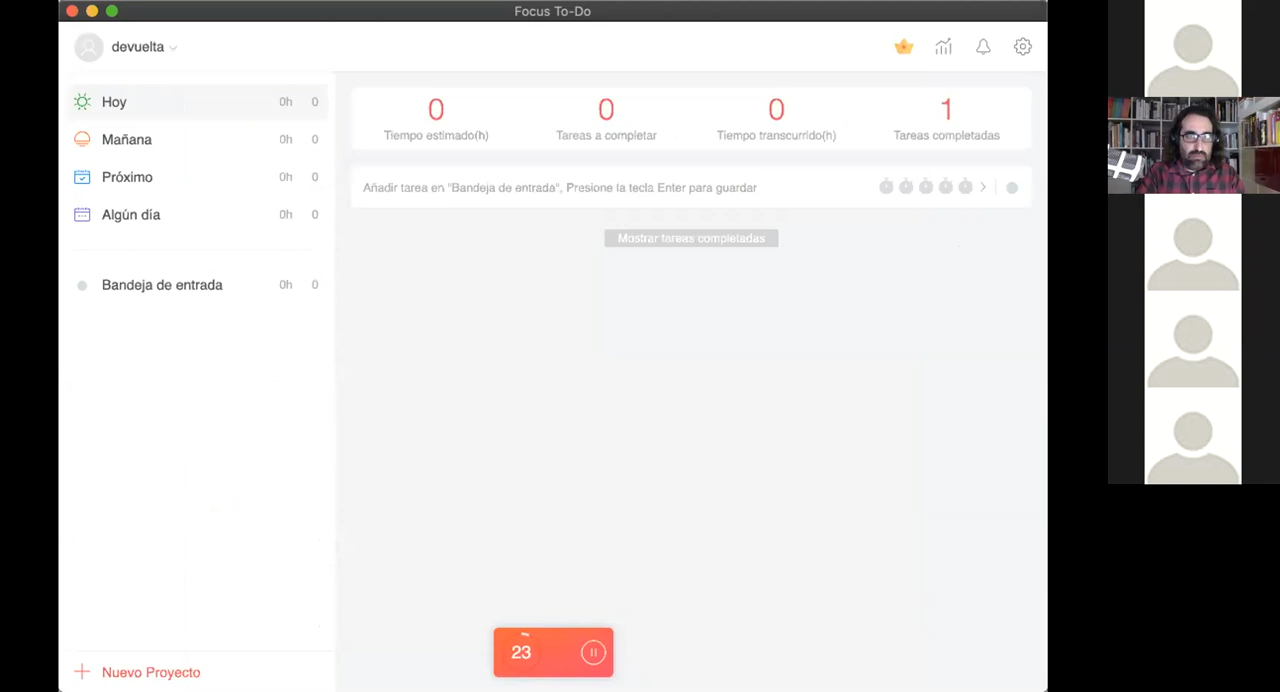 Focus To-Do
devuelta
Hoy 0h 0
Mañana 0h 0
Próximo 0h 0
Algún día 0h 0
Bandeja de entrada 0h 0
Nuevo Proyecto
0 0 0 1
Tiempo estimado(h) Tareas a completar Tiempo transcurrido(h) Tareas completadas
Añadir tarea en "Bandeja de entrada", Presione la tecla Enter para guardar
Mostrar tareas completadas
23